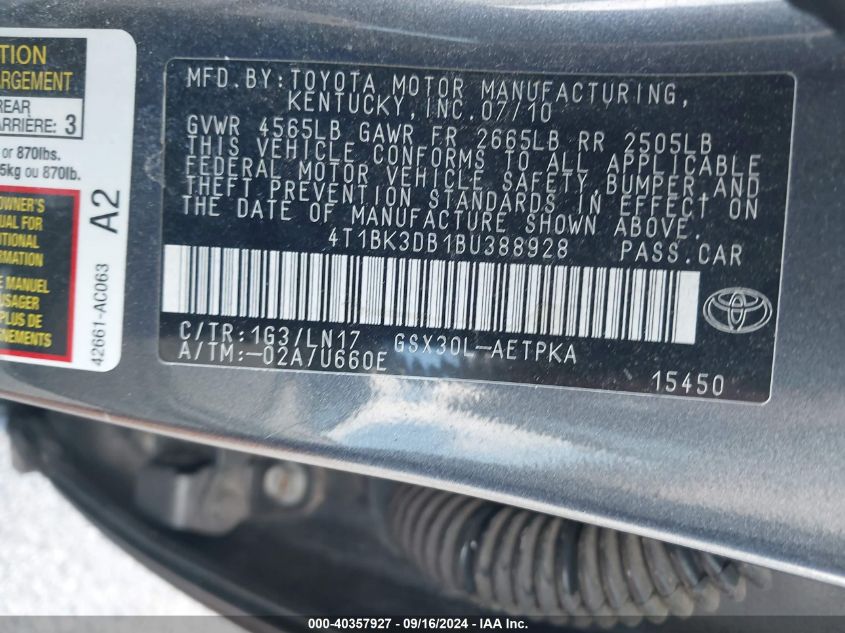 TION
ARGEMENT
REAR
ARRIÈRE: 3
or 870lbs.
5kg ou 870lb.
OWNER'S
UAL FOR
ITIONAL
RMATION
E MANUEL
'USAGER
PLUS DE
GNEMENTS
A2
42661-AC063
MFD.BY:TOYOTA MOTOR MANUFACTURING,
KENTUCKY,INC.07/10
GVWR 4565LB GAWR FR 2665LB RR 2505LB
THIS VEHICLE CONFORMS TO ALL APPLICABLE
FEDERAL MOTOR VEHICLE SAFETY,BUMPER,AND
THEFT PREVENTION STANDARDS IN EFFECT ON
THE DATE OF MANUFACTURE SHOWN ABOVE.
4T1BK3DB1BU388928 PASS.CAR
C/TR:1G3/LN17 GSX30L-AETPKA
A/TM:-02A/U660E
15450
000-40357927 - 09/16/2024 - IAA Inc.